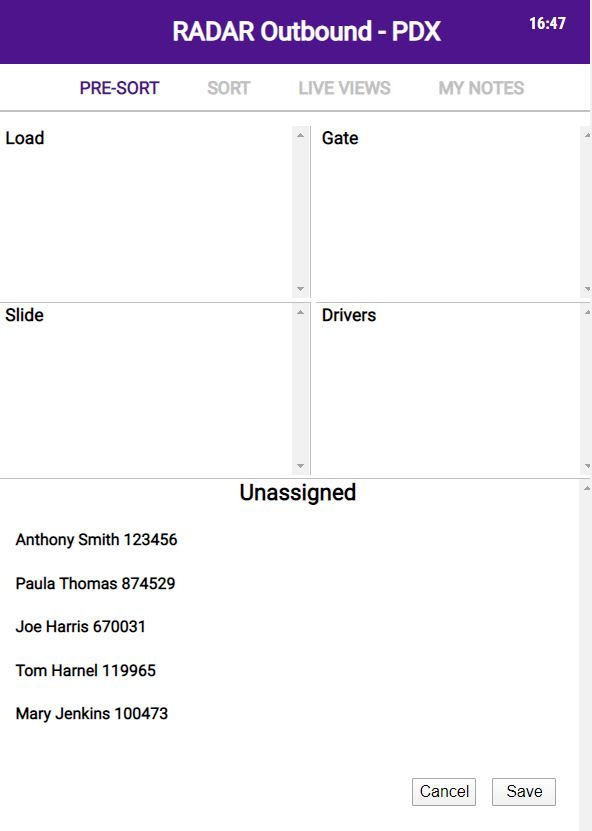 RADAR Outbound - PDX
16:47
PRE-SORT SORT LIVE VIEWS MY NOTES
Load
Gate
Slide
Drivers
Unassigned
Anthony Smith 123456
Paula Thomas 874529
Joe Harris 670031
Tom Harnel 119965
Mary Jenkins 100473
Cancel Save